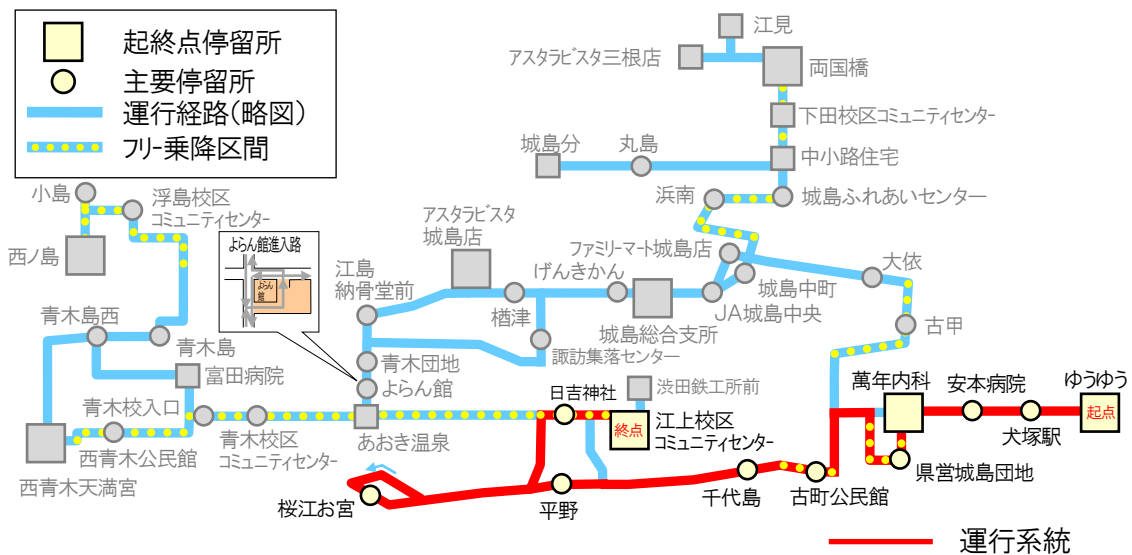 起終点停留所
主要停留所
運行経路(略図)
フリー乗降区間
江見
アスタラビスタ三根店
両国橋
下田校区コミュニティセンター
城島分
丸島
中小路住宅
小島
浮島校区
コミュニティセンター
浜南
城島ふれあいセンター
アスタラビスタ
城島店
西ノ島
よらん館進入路
よらん
館
江島
納骨堂前
ファミリーマート城島店
げんきかん
大依
城島中町
青木島西
楢津
城島総合支所
JA城島中央
古甲
青木島
諏訪集落センター
富田病院
青木団地
よらん館
渋田鉄工所前
萬年内科
安本病院
ゆうゆう
起点
青木校入口
日吉神社
終点
江上校区
コミュニティセンター
犬塚駅
西青木公民館
青木校区
コミュニティセンター
あおき温泉
県営城島団地
西青木天満宮
桜江お宮
平野
千代島
古町公民館
運行系統